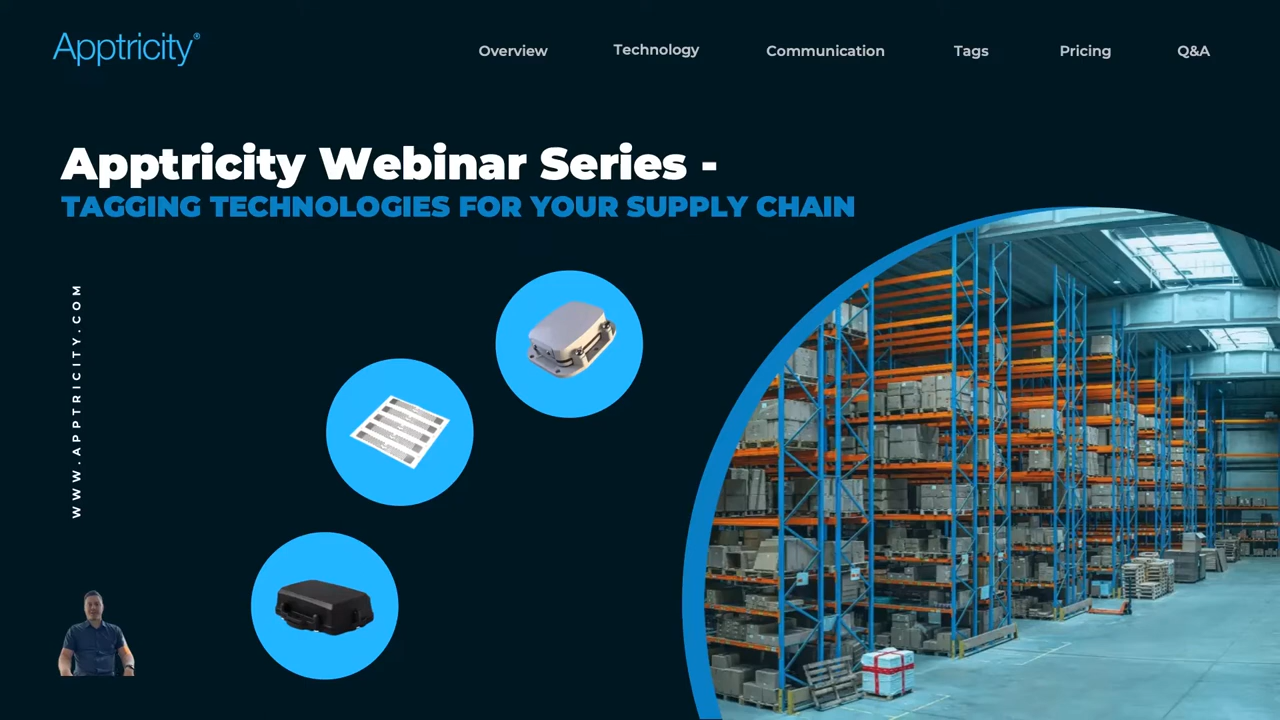 Apptricity®
Overview
Technology
Communication
Tags
Pricing
Q&A
Apptricity Webinar Series -
TAGGING TECHNOLOGIES FOR YOUR SUPPLY CHAIN
WWW.APPTRICITY.COM